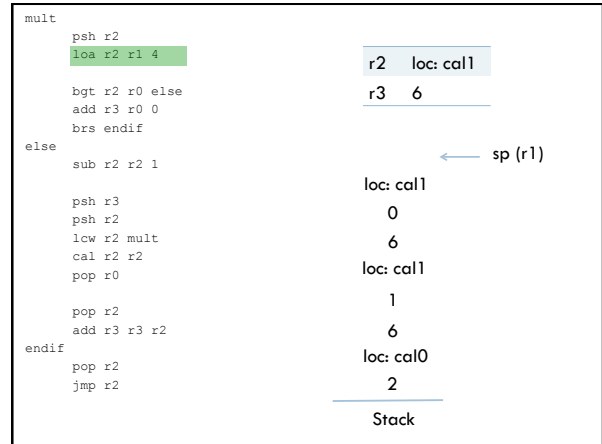 mult
psh r2
loa r2 r1 4
bgt r2 r0 else
add r3 r0 0
brs endif
else
sub r2 r2 1
psh r3
psh r2
lcw r2 mult
cal r2 r2
pop r0
pop r2
add r3 r3 r2
endif
pop r2
jmp r2
r2 loc: cal1
r3 6
sp (r1)
loc: cal1
0
6
loc: cal1
1
6
loc: cal0
2
Stack